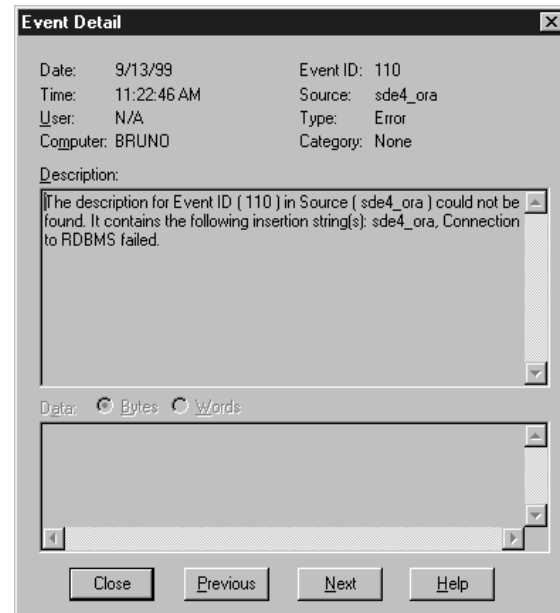 Event Detail
Date: 9/13/99 Event ID: 110
Time: 11:22:46 AM Source: sde4_ora
User: N/A Type: Error
Computer: BRUNO Category: None
Description:
The description for Event ID ( 110 ) in Source ( sde4_ora ) could not be
found. It contains the following insertion string(s): sde4_ora, Connection
to RDBMS failed.
Data: Bytes Words
Close Previous Next Help